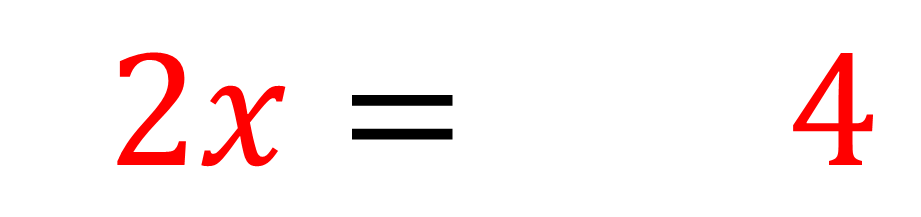 2x = 4